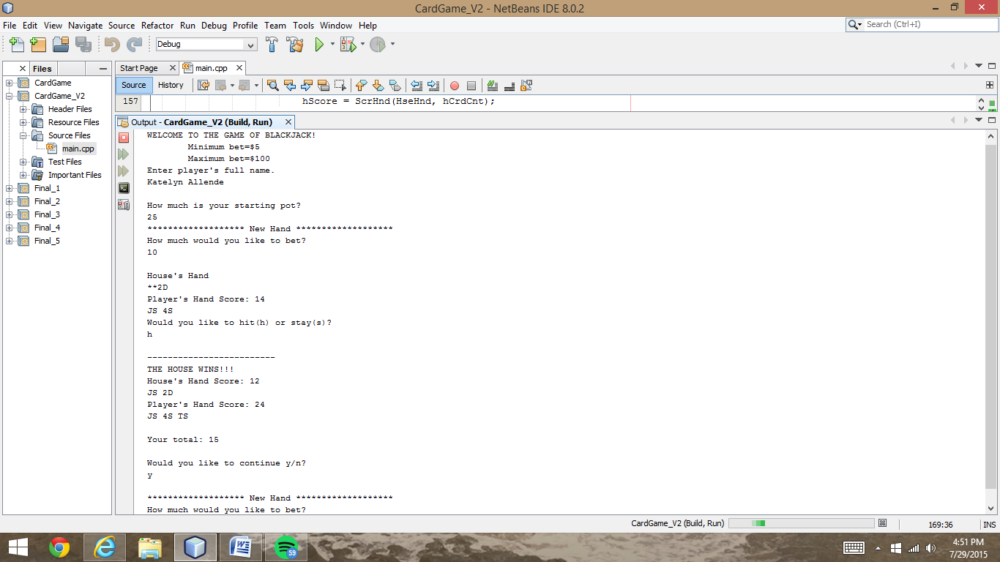 CardGame_V2 - NetBeans IDE 8.0.2
File Edit View Navigate Source Refactor Run Debug Profile Team Tools Window Help
Search (Ctrl+I)
Debug
Files
Start Page main.cpp
CardGame
CardGame_V2
Header Files
Resource Files
Source Files
main.cpp
Test Files
Important Files
Final_1
Final_2
Final_3
Final_4
Final_5
Source History
157 hScore = ScrHnd(HseHnd, hCrdCnt);
Output - CardGame_V2 (Build, Run)
WELCOME TO THE GAME OF BLACKJACK!
Minimum bet=$5
Maximum bet=$100
Enter player's full name.
Katelyn Allende
How much is your starting pot?
25
******************* New Hand *******************
How much would you like to bet?
10
House's Hand
**2D
Player's Hand Score: 14
JS 4S
Would you like to hit(h) or stay(s)?
h
-------------------------
THE HOUSE WINS!!!
House's Hand Score: 12
JS 2D
Player's Hand Score: 24
JS 4S TS
Your total: 15
Would you like to continue y/n?
y
******************* New Hand *******************
How much would you like to bet?
CardGame_V2 (Build, Run)
169:36 INS
59
4:51 PM
7/29/2015